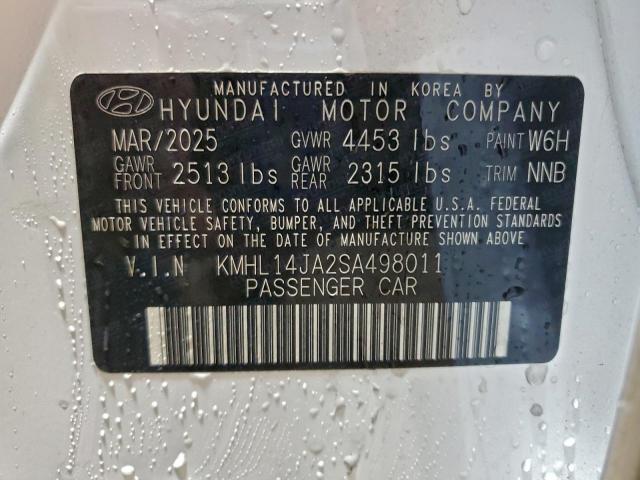 MANUFACTURED IN KOREA BY
HYUNDAI MOTOR COMPANY
MAR/2025 GVWR 4453 lbs PAINT W6H
GAWR FRONT 2513 lbs GAWR REAR 2315 lbs TRIM NNB
THIS VEHICLE CONFORMS TO ALL APPLICABLE U.S.A. FEDERAL
MOTOR VEHICLE SAFETY, BUMPER, AND THEFT PREVENTION STANDARDS
IN EFFECT ON THE DATE OF MANUFACTURE SHOWN ABOVE
V.I.N KMHL14JA2SA498011
PASSENGER CAR